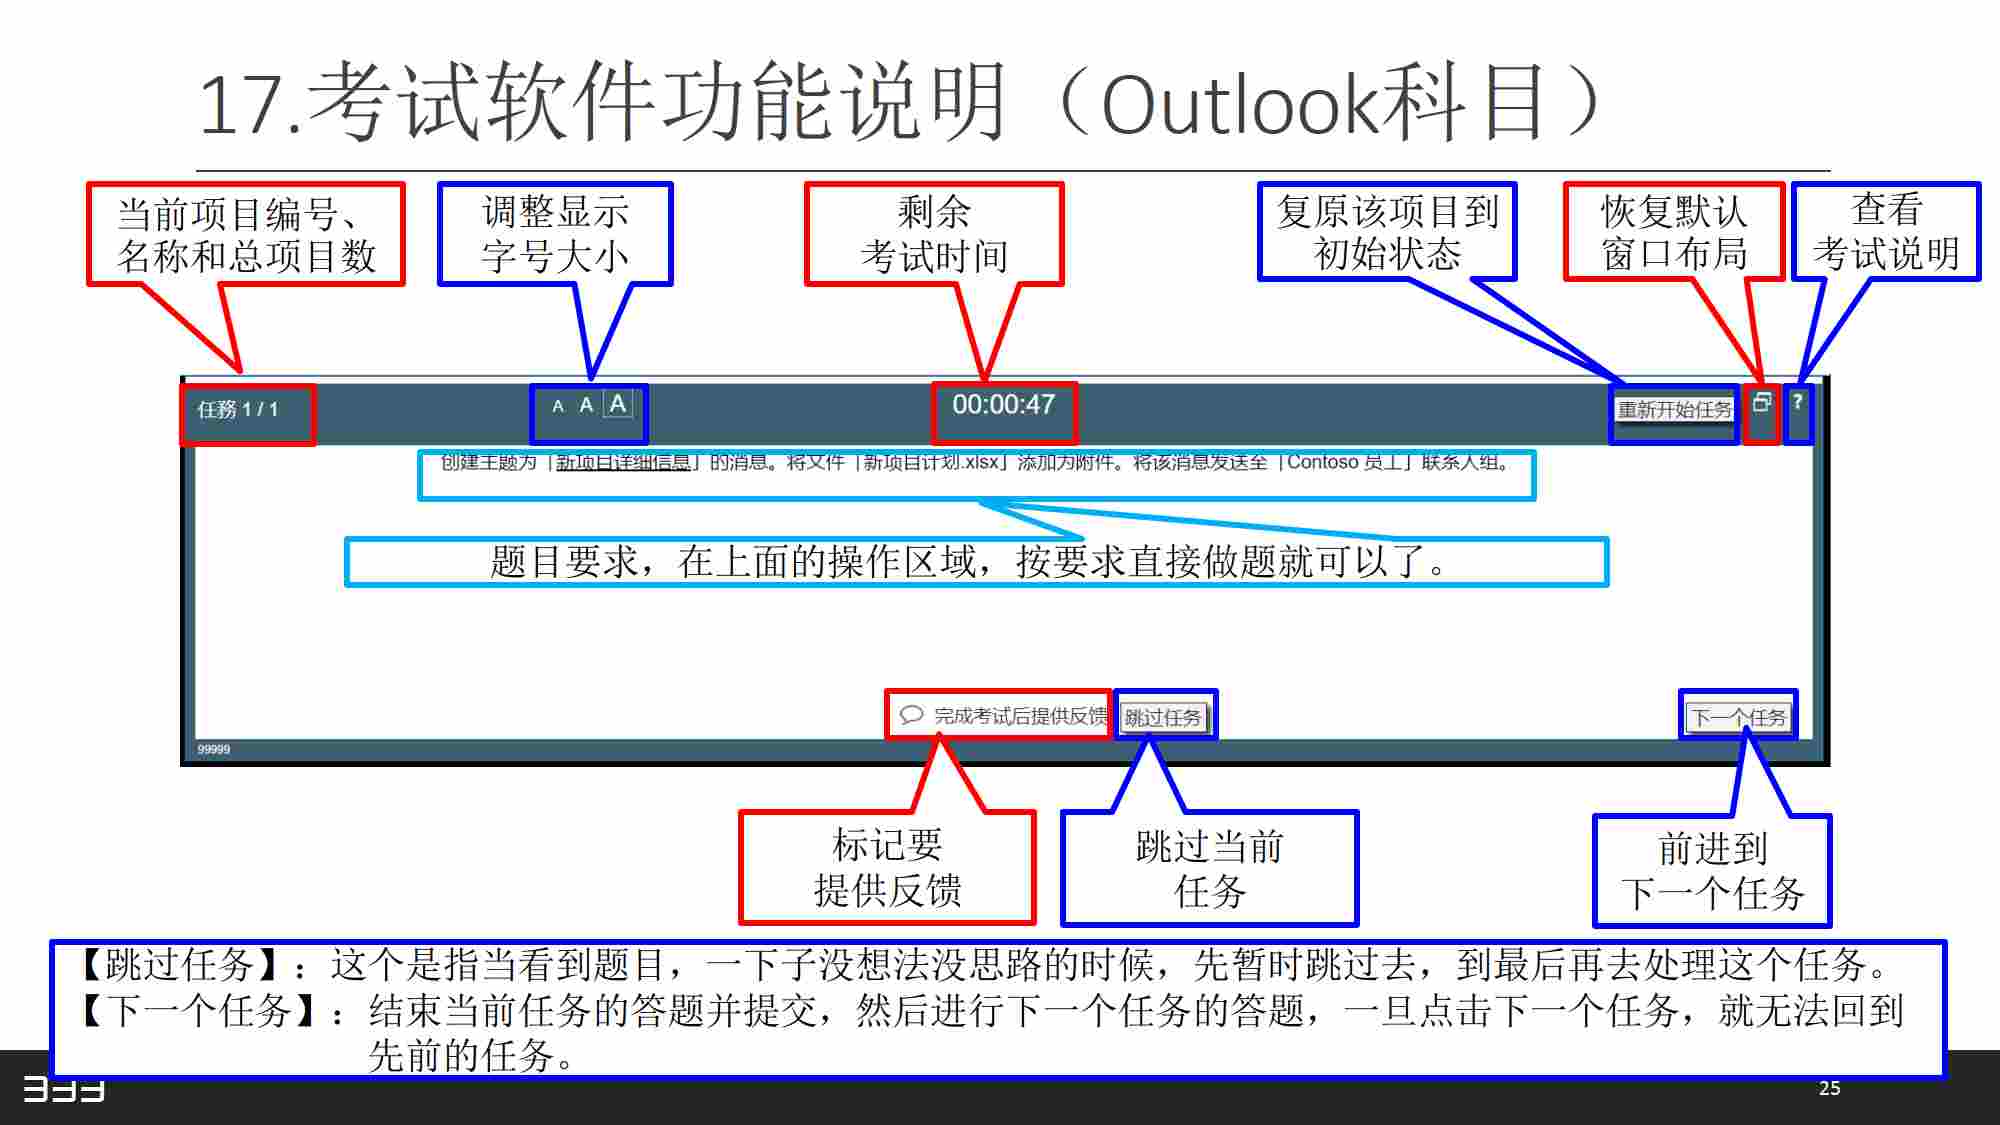 17.考试软件功能说明（Outlook科目）
当前项目编号、
名称和总项目数
调整显示
字号大小
剩余
考试时间
复原该项目到
初始状态
恢复默认
窗口布局
查看
考试说明
任務 1 / 1
A A A
00:00:47
重新开始任务
?
创建主题为「新项目详细信息」的消息。将文件「新项目计划.xlsx」添加为附件。将该消息发送至「Contoso 员工」联系人组。
题目要求，在上面的操作区域，按要求直接做题就可以了。
完成考试后提供反馈
跳过任务
下一个任务
99999
标记要
提供反馈
跳过当前
任务
前进到
下一个任务
【跳过任务】：这个是指当看到题目，一下子没想法没思路的时候，先暂时跳过去，到最后再去处理这个任务。
【下一个任务】：结束当前任务的答题并提交，然后进行下一个任务的答题，一旦点击下一个任务，就无法回到
先前的任务。
333
25